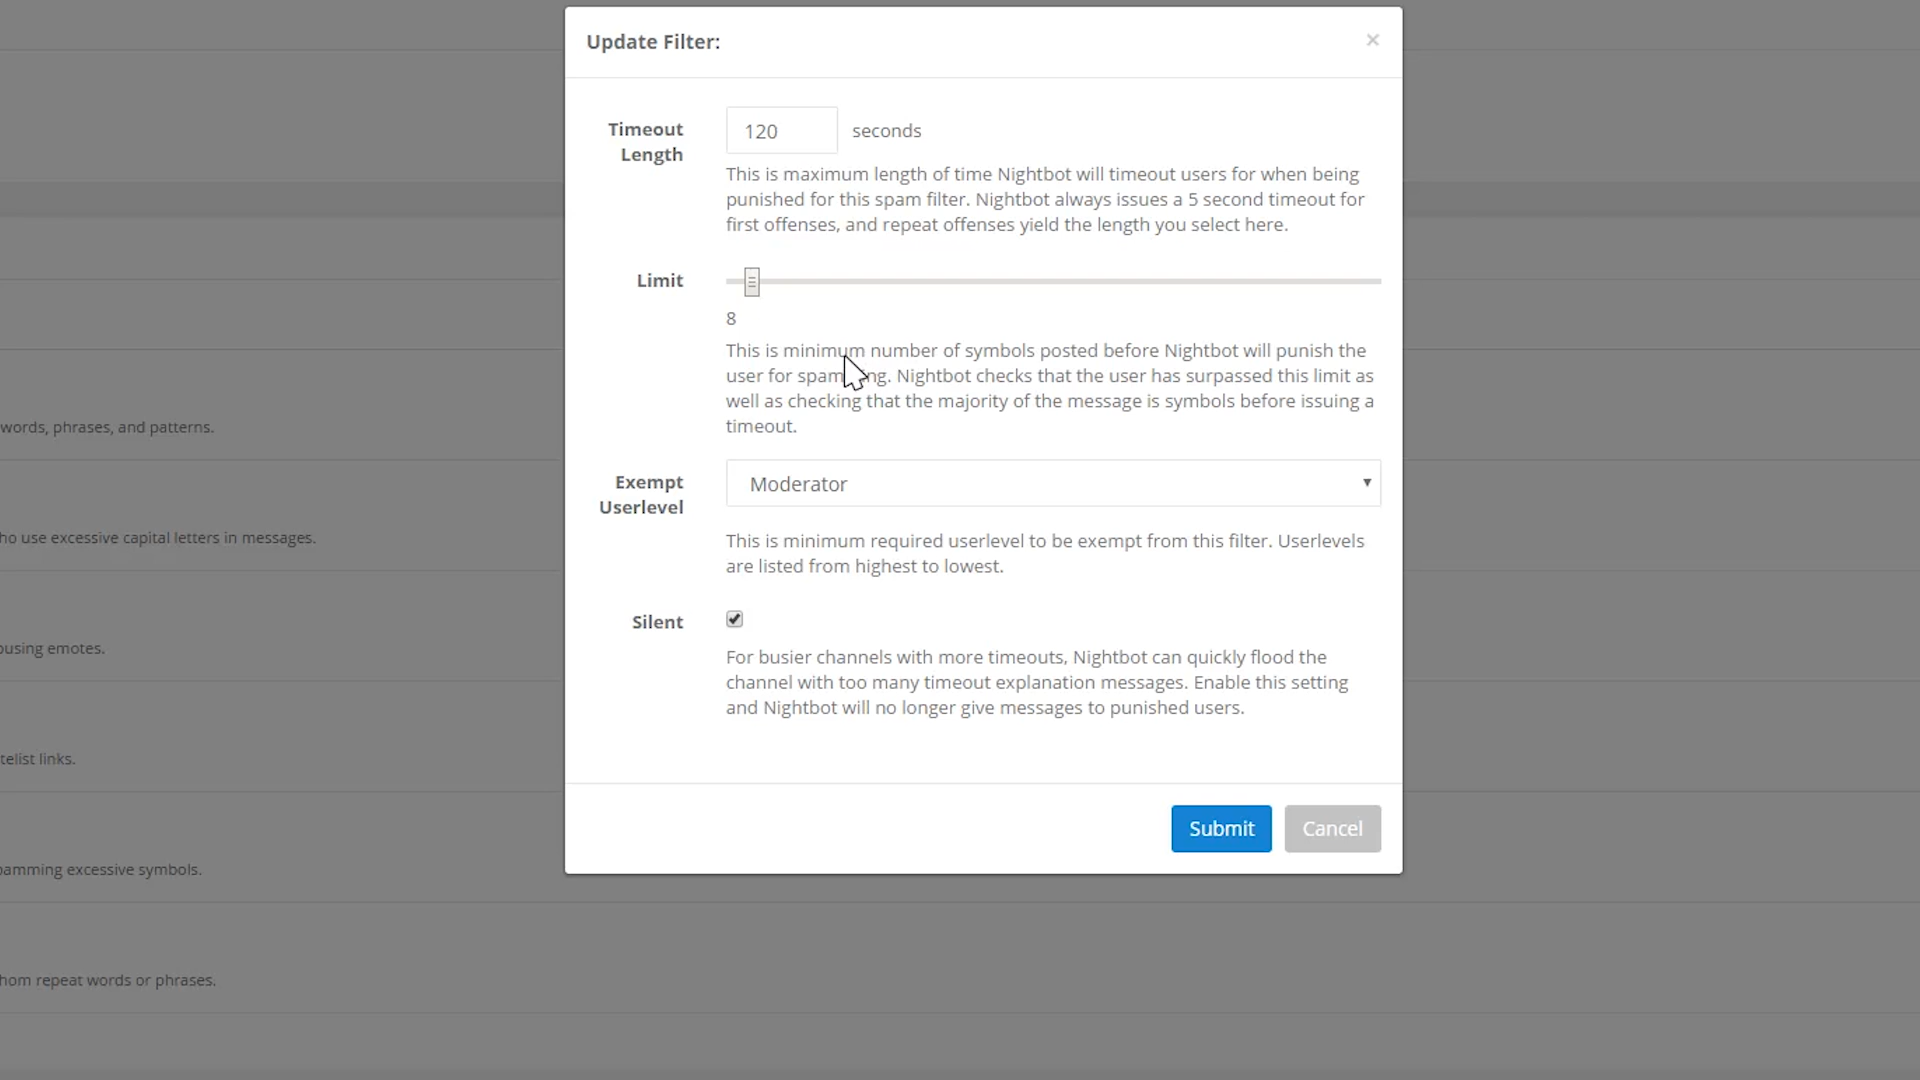 Update Filter:
×
Timeout
Length
120
seconds
This is maximum length of time Nightbot will timeout users for when being
punished for this spam filter. Nightbot always issues a 5 second timeout for
first offenses, and repeat offenses yield the length you select here.
Limit
8
This is minimum number of symbols posted before Nightbot will punish the
user for spamming. Nightbot checks that the user has surpassed this limit as
well as checking that the majority of the message is symbols before issuing a
timeout.
Exempt
Userlevel
Moderator
This is minimum required userlevel to be exempt from this filter. Userlevels
are listed from highest to lowest.
Silent
For busier channels with more timeouts, Nightbot can quickly flood the
channel with too many timeout explanation messages. Enable this setting
and Nightbot will no longer give messages to punished users.
Submit
Cancel
words, phrases, and patterns.
ho use excessive capital letters in messages.
busing emotes.
telist links.
pamming excessive symbols.
hom repeat words or phrases.